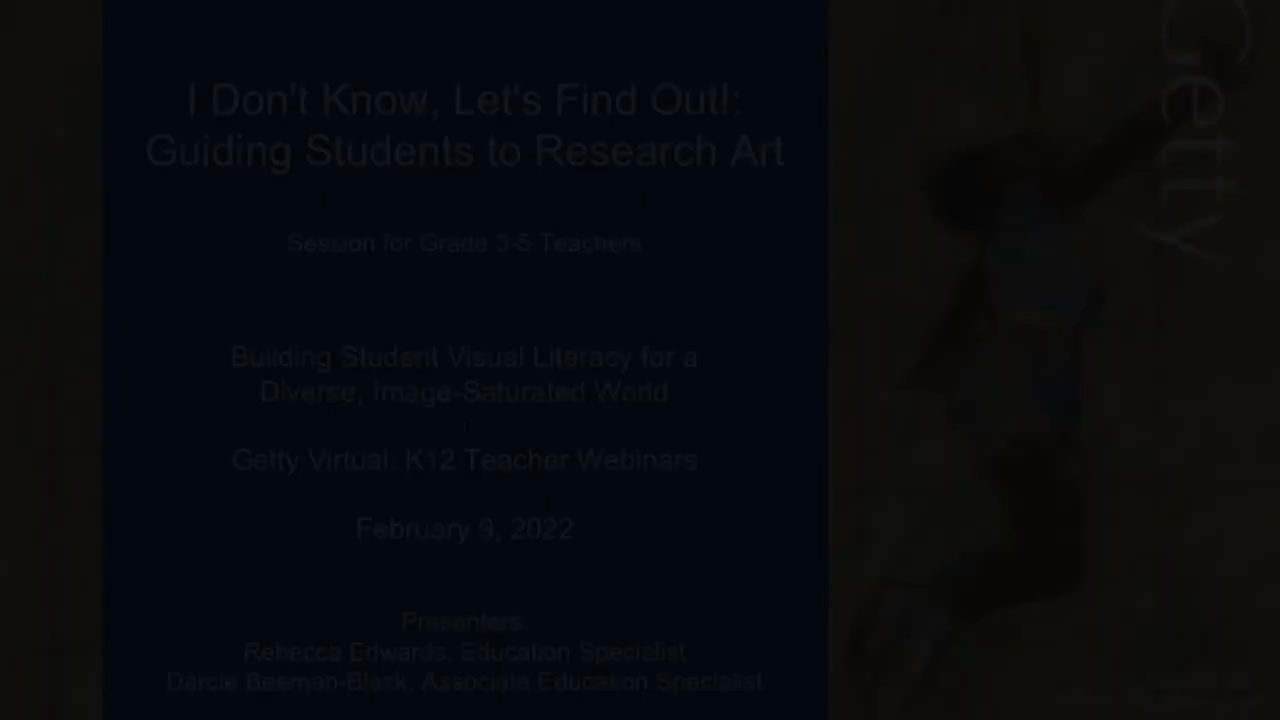 I Don't Know, Let's Find Out!:
Guiding Students to Research Art
Session for Grade 3-5 Teachers
Building Student Visual Literacy for a
Diverse, Image-Saturated World
Getty Virtual: K12 Teacher Webinars
February 9, 2022
Presenters:
Rebecca Edwards, Education Specialist
Darcie Beeman-Black, Associate Education Specialist
Getty